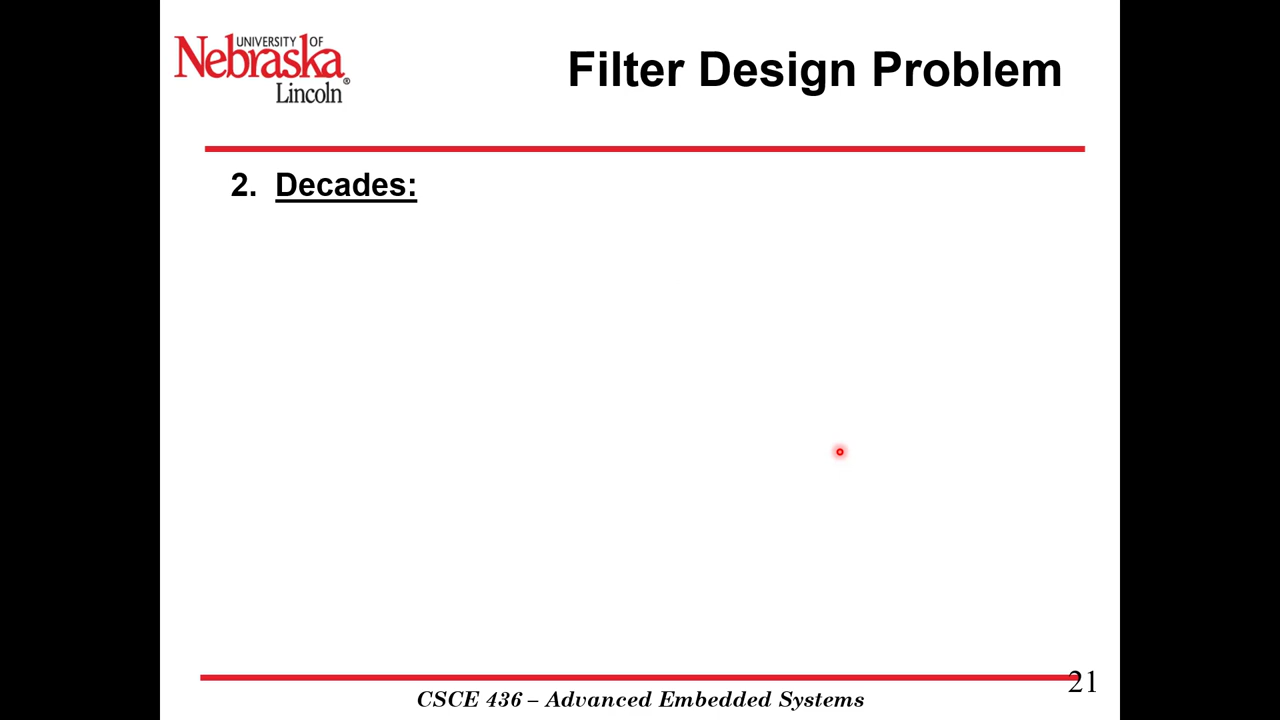 UNIVERSITY OF
Nebraska®
Lincoln
Filter Design Problem
2. Decades:
CSCE 436 – Advanced Embedded Systems
21